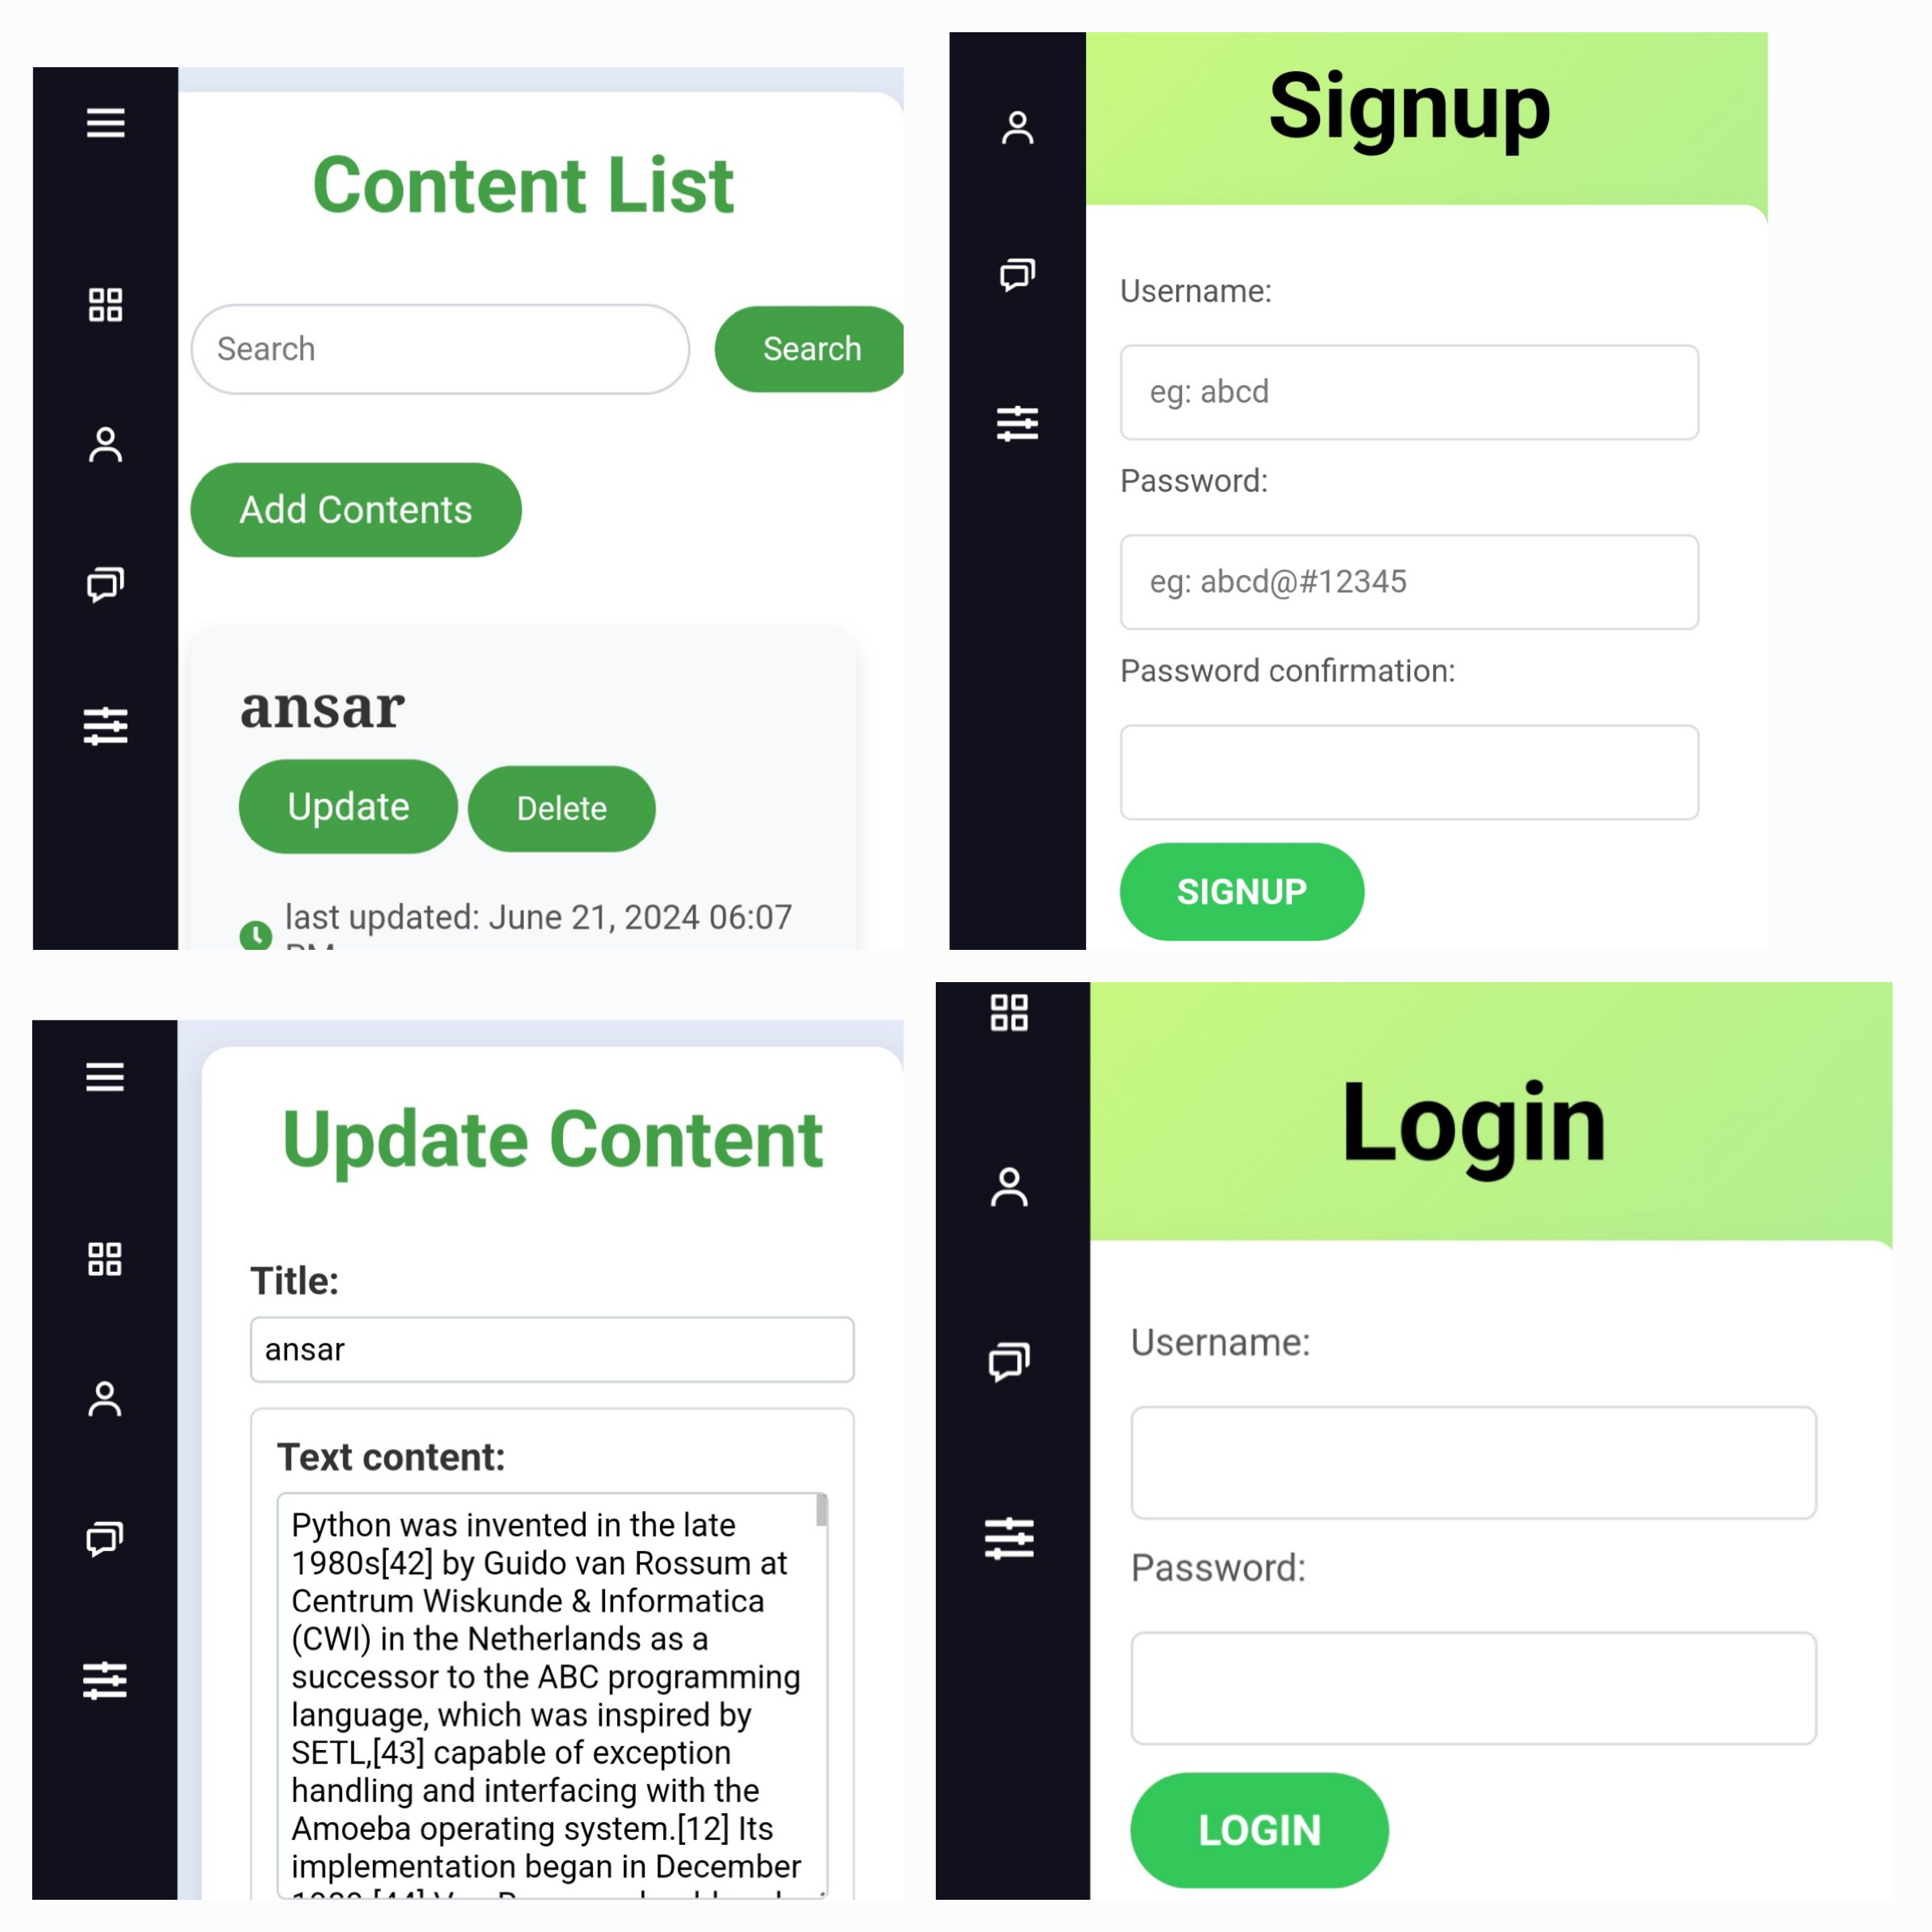 Content List
Search
Search
Add Contents
ansar
Update
Delete
last updated: June 21, 2024 06:07
PM
Signup
Username:
eg: abcd
Password:
eg: abcd@#12345
Password confirmation:
SIGNUP
Update Content
Title:
ansar
Text content:
Python was invented in the late
1980s[42] by Guido van Rossum at
Centrum Wiskunde & Informatica
(CWI) in the Netherlands as a
successor to the ABC programming
language, which was inspired by
SETL,[43] capable of exception
handling and interfacing with the
Amoeba operating system.[12] Its
implementation began in December
Login
Username:
Password:
LOGIN